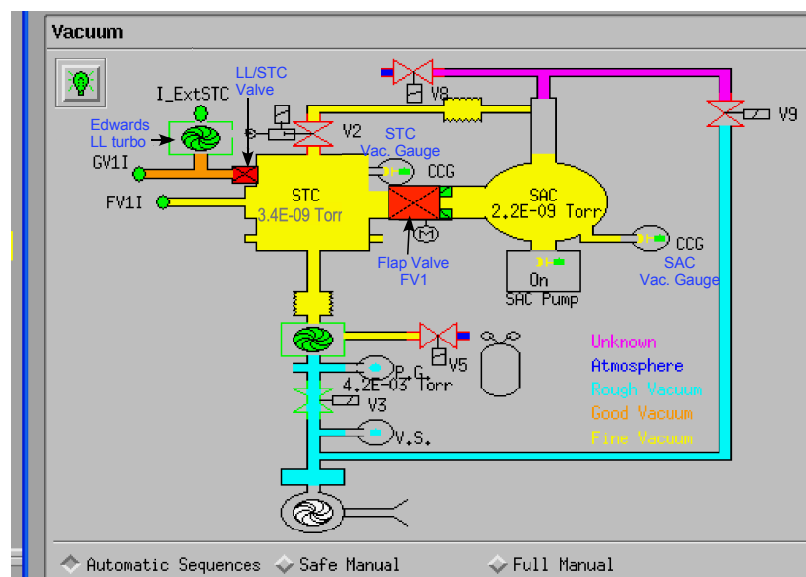 Vacuum
LL/STC
Valve
I_ExtSTC
V8
Edwards
LL turbo
V2
STC
Vac. Gauge
V9
GV1I
CCG
STC
3.4E-09 Torr
SAC
2.2E-09 Torr
FV1I
M
CCG
Flap Valve
FV1
SAC
Vac. Gauge
On
SAC Pump
Unknown
V5
Atmosphere
P.G.
4.2E-03 Torr
Rough Vacuum
V3
Good Vacuum
V.S.
Fine Vacuum
Automatic Sequences
Safe Manual
Full Manual